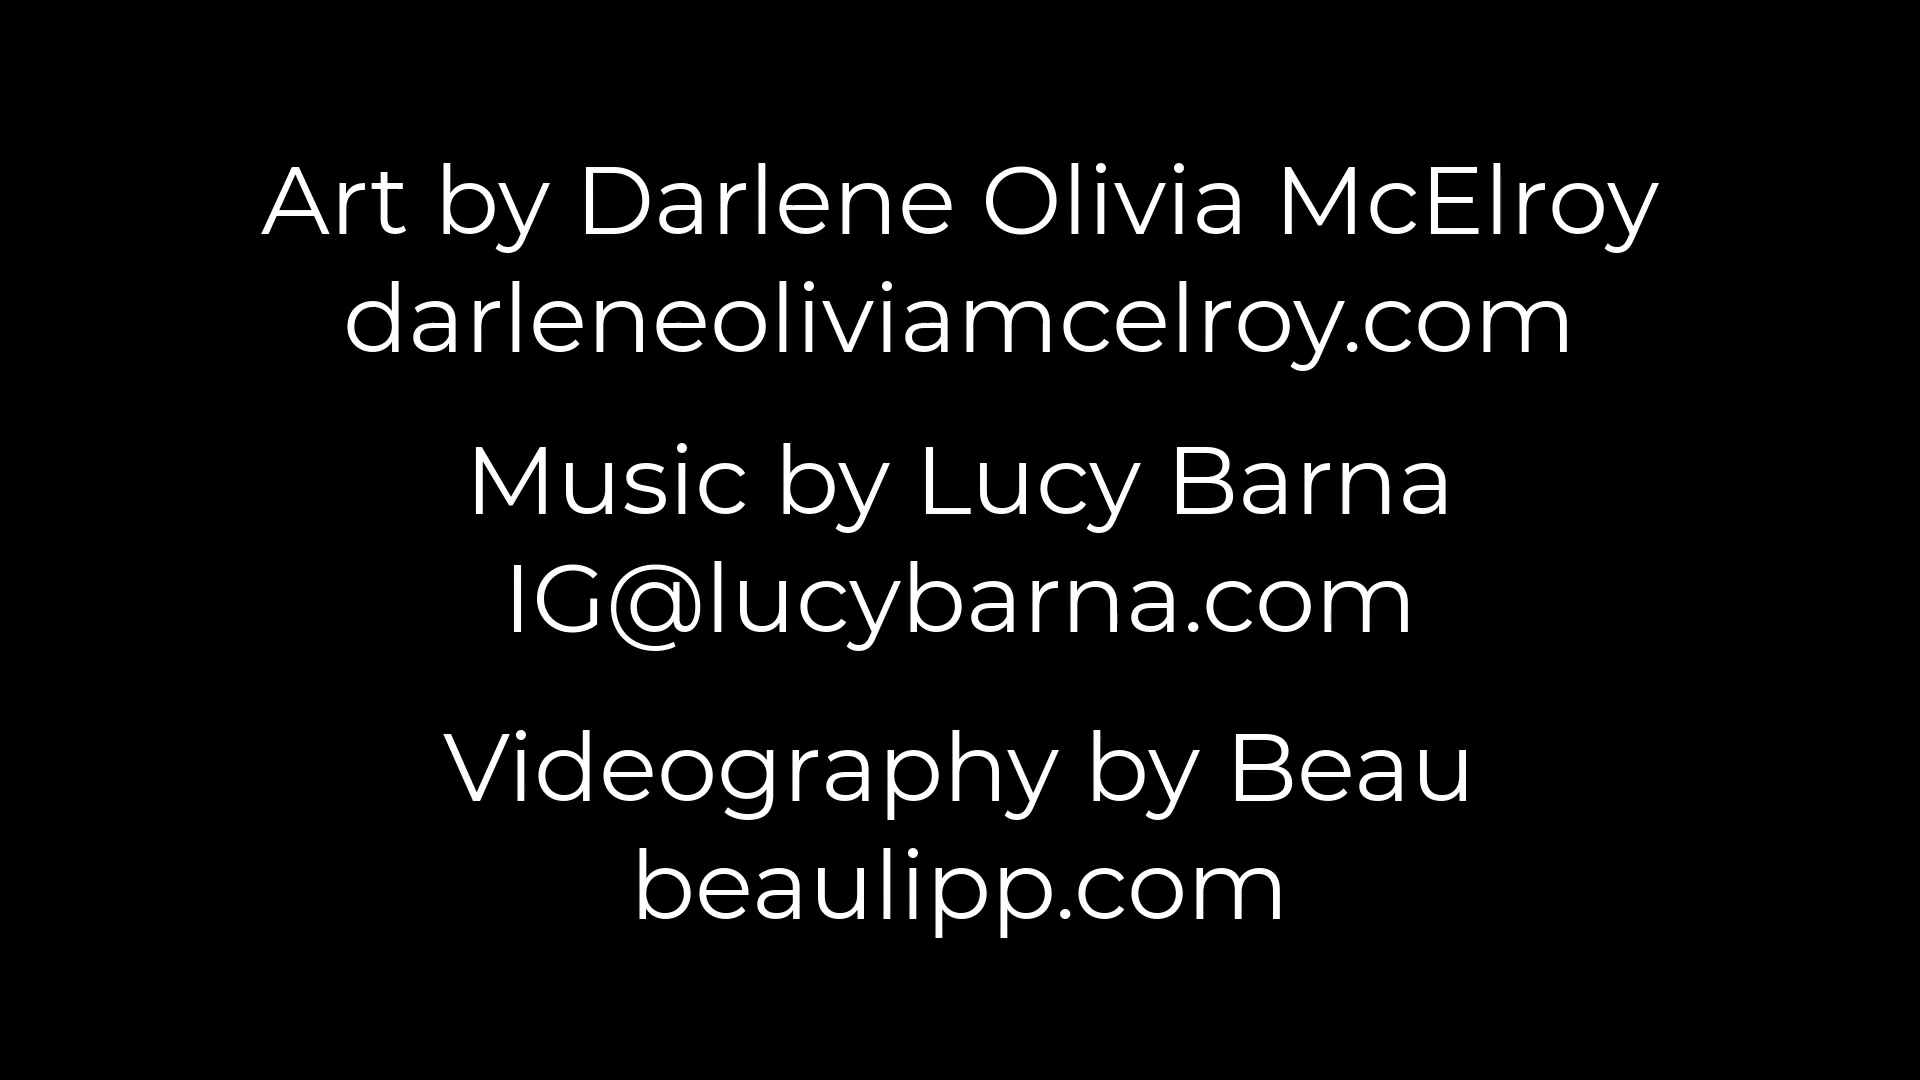 Art by Darlene Olivia McElroy
darleneoliviamcelroy.com
Music by Lucy Barna
IG@lucybarna.com
Videography by Beau
beaulipp.com